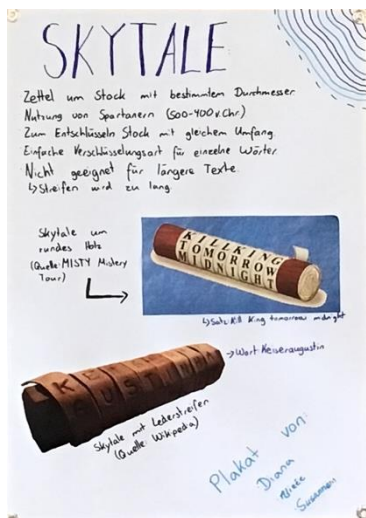 SKYTALE
Zettel um Stock mit bestimmtem Durchmesser
Nutzung von Spartanern (500-400 v. Chr.)
Zum Entschlüsseln Stock mit gleichem Umfang
Einfache Verschlüsselungsart für einzelne Wörter
Nicht geeignet für längere Texte.
↳ Streifen wird zu lang.
Skytale um
rundes Holz
(Quelle: MISTY Mistery
Tour)
KILLKING
TOMORROW
MIDNIGHT
↳ Satz: Kill King tomorrow midnight
→ Wort: Keiseraugustin
Skytale mit Lederstreifen
(Quelle: Wikipedia)
Plakat von:
Diana